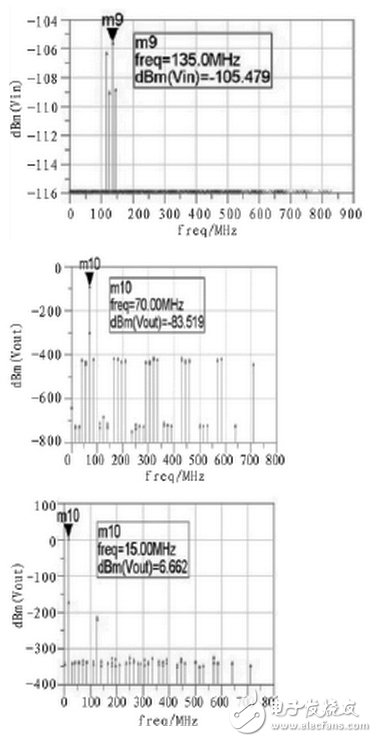 -104
-106
-108
-110
-112
-114
-116
dBm(Vin)
m9
m9
freq=135.0MHz
dBm(Vin)=-105.479
0 100 200 300 400 500 600 700 800 900
freq/MHz
0
-200
-400
-600
-800
dBm(Vout)
m10
m10
freq=70.00MHz
dBm(Vout)=-83.519
0 100 200 300 400 500 600 700 800
freq/MHz
100
0
-100
-200
-300
-400
dBm(Vout)
m10
m10
freq=15.00MHz
dBm(Vout)=6.662
0 100 200 300 400 500 600 700 800
freq/MHz
电子发烧友
www.elecfans.com